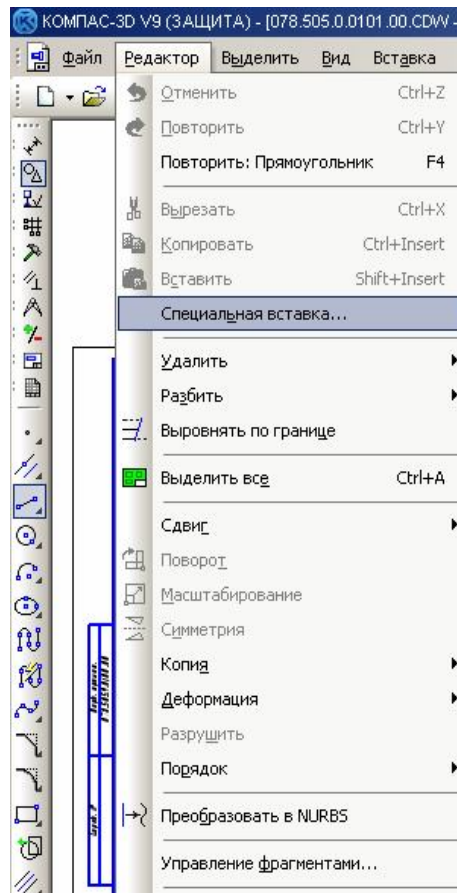 КОМПАС-3D V9 (ЗАЩИТА) - [078.505.0.0101.00.CDW -
Файл Редактор Выделить Вид Вставка
Отменить Ctrl+Z
Повторить Ctrl+Y
Повторить: Прямоугольник F4
Вырезать Ctrl+X
Копировать Ctrl+Insert
Вставить Shift+Insert
Специальная вставка...
Удалить
Разбить
Выровнять по границе
Выделить все Ctrl+A
Сдвиг
Поворот
Масштабирование
Симметрия
Копия
Деформация
Разрушить
Порядок
Преобразовать в NURBS
Управление фрагментами...